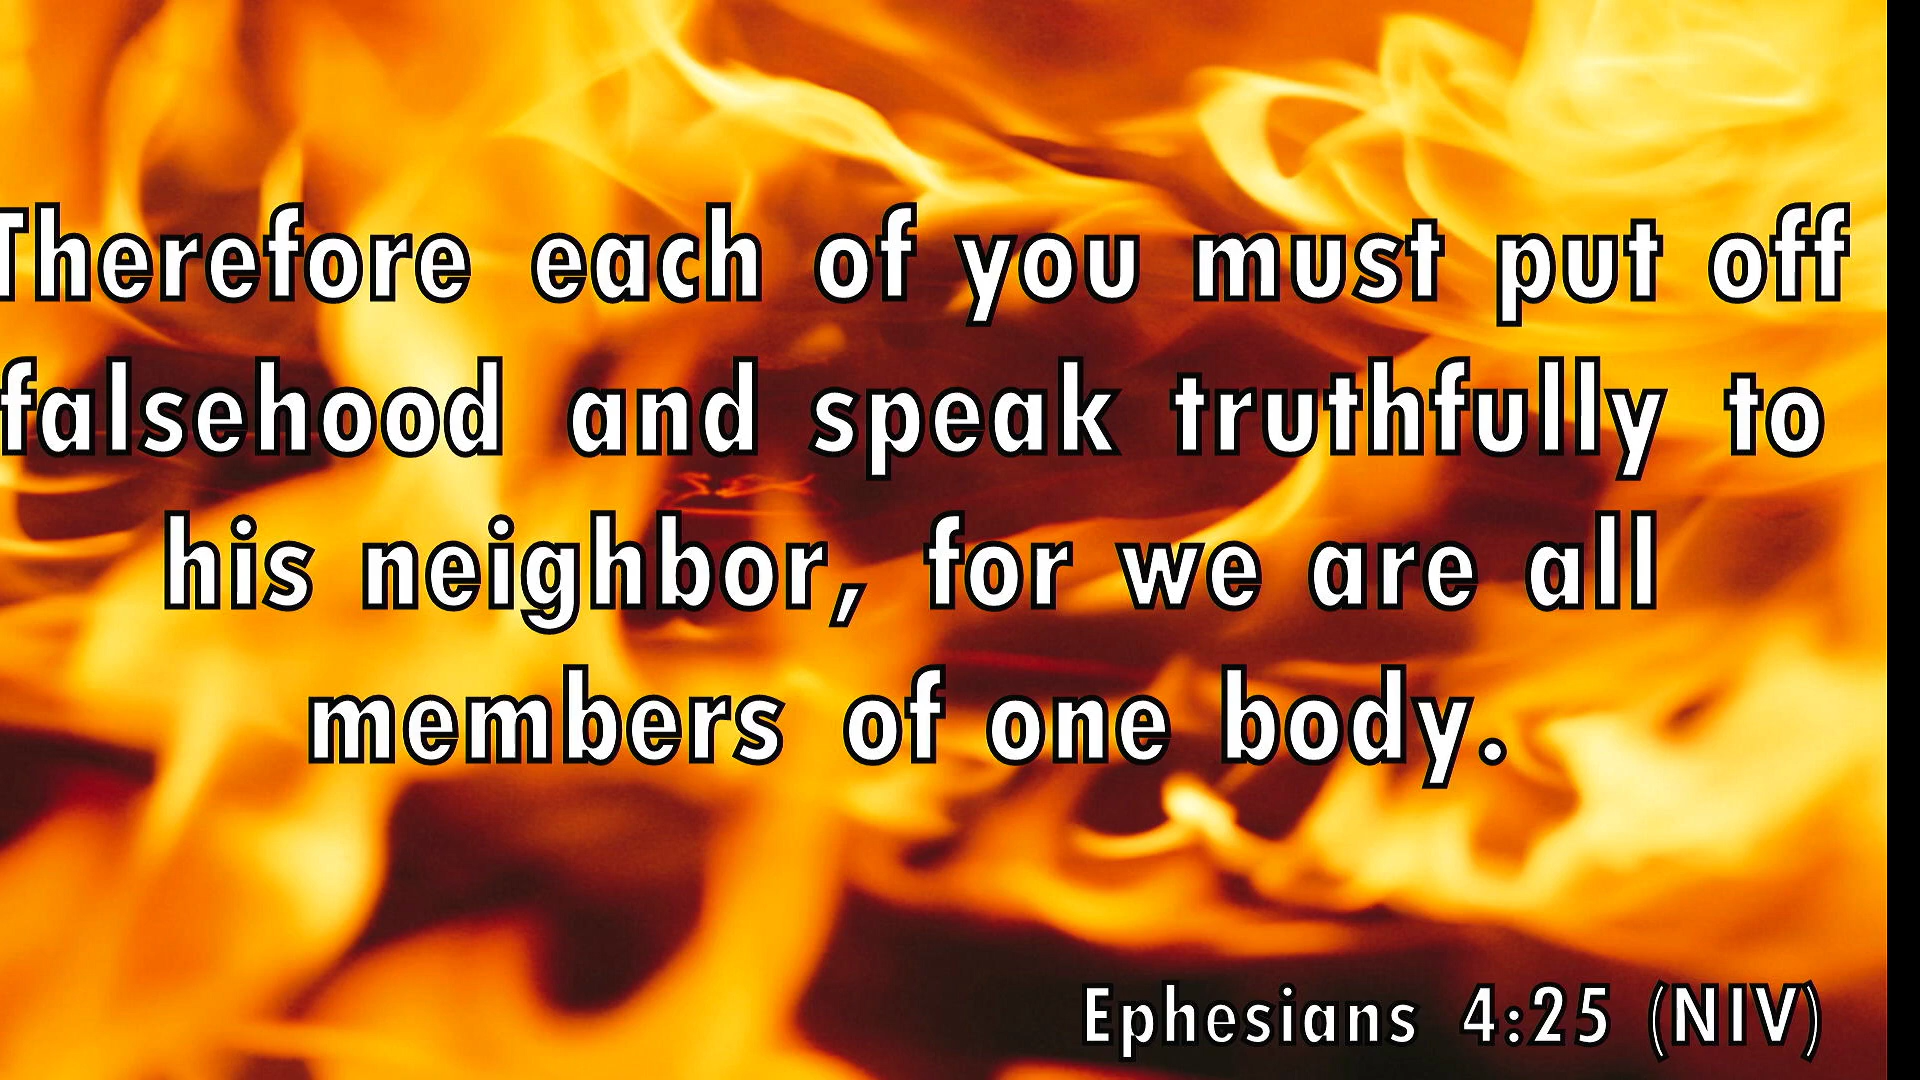 Therefore each of you must put off
falsehood and speak truthfully to
his neighbor, for we are all
members of one body.
Ephesians 4:25 (NIV)